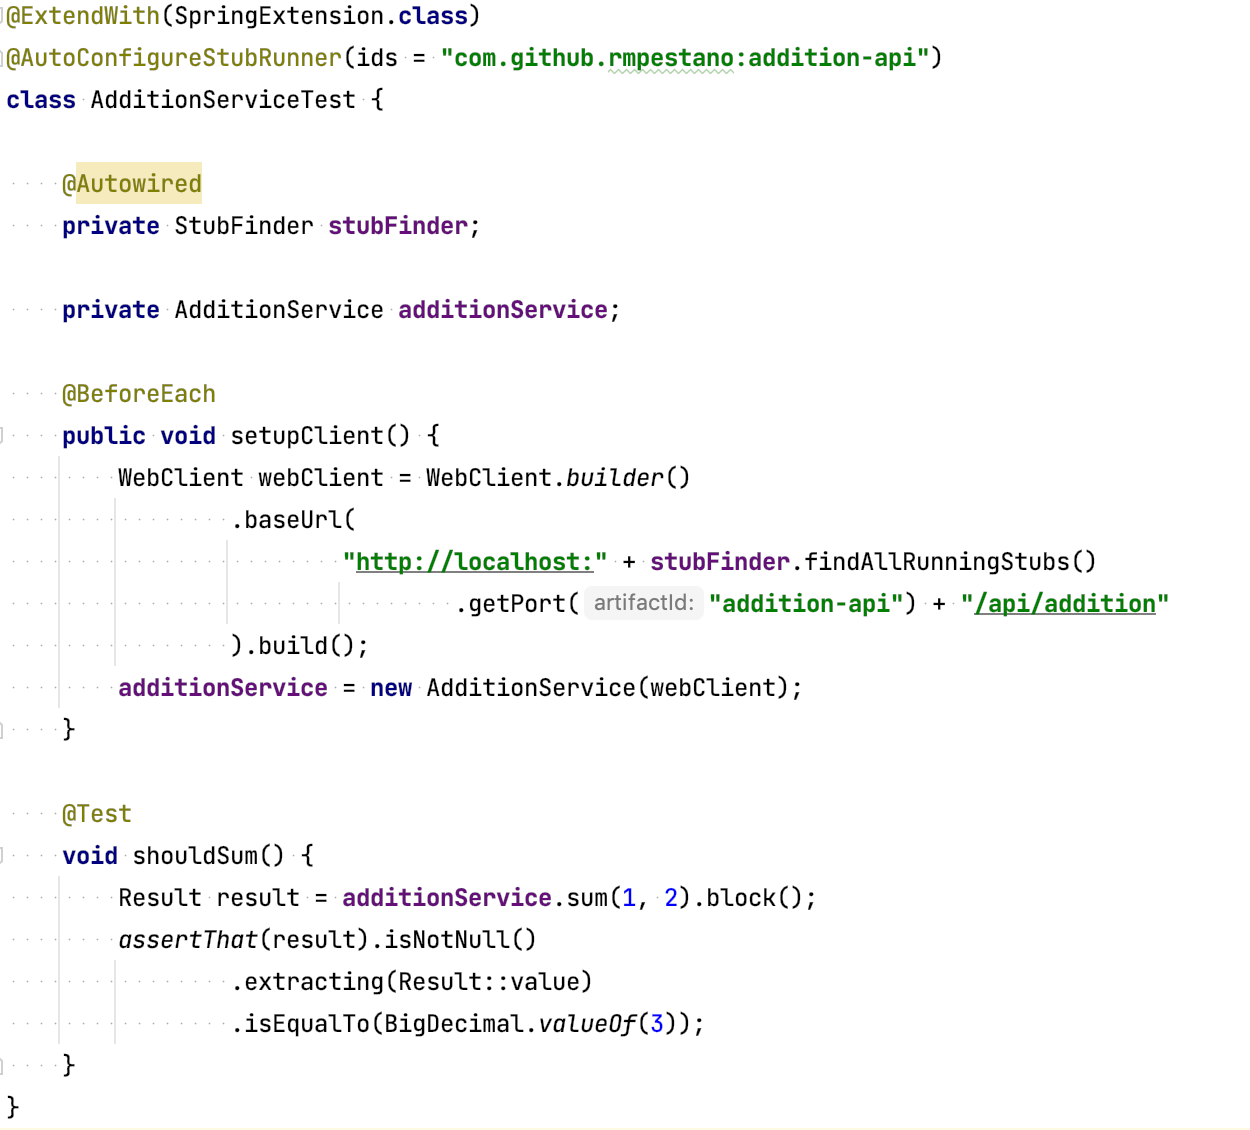 @ExtendWith(SpringExtension.class)
@AutoConfigureStubRunner(ids = "com.github.rmpestano:addition-api")
class AdditionServiceTest {
@Autowired
private StubFinder stubFinder;
private AdditionService additionService;
@BeforeEach
public void setupClient() {
WebClient webClient = WebClient.builder()
.baseUrl(
"http://localhost:" + stubFinder.findAllRunningStubs()
.getPort( artifactId: "addition-api") + "/api/addition"
).build();
additionService = new AdditionService(webClient);
}
@Test
void shouldSum() {
Result result = additionService.sum(1, 2).block();
assertThat(result).isNotNull()
.extracting(Result::value)
.isEqualTo(BigDecimal.valueOf(3));
}
}